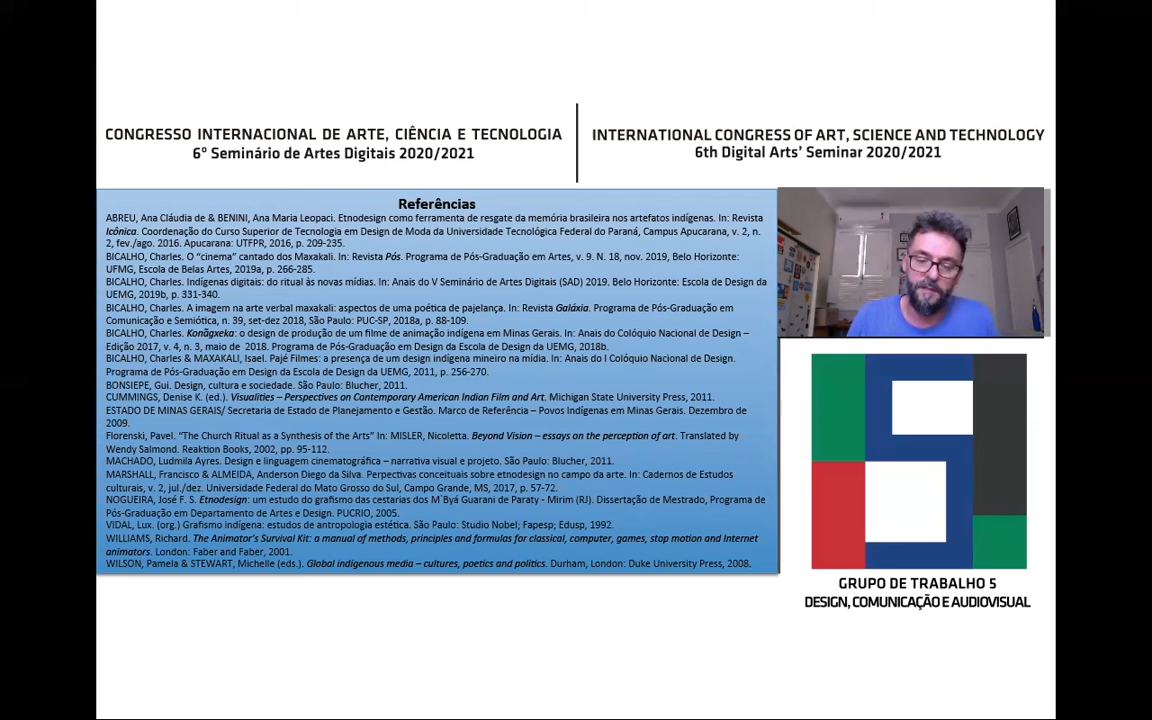 CONGRESSO INTERNACIONAL DE ARTE, CIÊNCIA E TECNOLOGIA
6º Seminário de Artes Digitais 2020/2021
INTERNATIONAL CONGRESS OF ART, SCIENCE AND TECHNOLOGY
6th Digital Arts' Seminar 2020/2021
Referências
ABREU, Ana Cláudia de & BENINI, Ana Maria Leopaci. Etnodesign como ferramenta de resgate da memória brasileira nos artefatos indígenas. In: Revista
Icônica. Coordenação do Curso Superior de Tecnologia em Design de Moda da Universidade Tecnológica Federal do Paraná, Campus Apucarana, v. 2, n.
2, fev./ago. 2016. Apucarana: UTFPR, 2016, p. 209-235.
BICALHO, Charles. O “cinema” cantado dos Maxakali. In: Revista Pós. Programa de Pós-Graduação em Artes, v. 9. N. 18, nov. 2019, Belo Horizonte:
UFMG, Escola de Belas Artes, 2019a, p. 266-285.
BICALHO, Charles. Indígenas digitais: do ritual às novas mídias. In: Anais do V Seminário de Artes Digitais (SAD) 2019. Belo Horizonte: Escola de Design da
UEMG, 2019b, p. 331-340.
BICALHO, Charles. A imagem na arte verbal maxakali: aspectos de uma poética de pajelança. In: Revista Galáxia. Programa de Pós-Graduação em
Comunicação e Semiótica, n. 39, set-dez 2018, São Paulo: PUC-SP, 2018a, p. 88-109.
BICALHO, Charles. Konãgxeka: o design de produção de um filme de animação indígena em Minas Gerais. In: Anais do Colóquio Nacional de Design –
Edição 2017, v. 4, n. 3, maio de 2018. Programa de Pós-Graduação em Design da Escola de Design da UEMG, 2018b.
BICALHO, Charles & MAXAKALI, Isael. Pajé Filmes: a presença de um design indígena mineiro na mídia. In: Anais do I Colóquio Nacional de Design.
Programa de Pós-Graduação em Design da Escola de Design da UEMG, 2011, p. 256-270.
BONSIEPE, Gui. Design, cultura e sociedade. São Paulo: Blucher, 2011.
CUMMINGS, Denise K. (ed.). Visualities – Perspectives on Contemporary American Indian Film and Art. Michigan State University Press, 2011.
ESTADO DE MINAS GERAIS/ Secretaria de Estado de Planejamento e Gestão. Marco de Referência – Povos Indígenas em Minas Gerais. Dezembro de
2009.
Florenski, Pavel. “The Church Ritual as a Synthesis of the Arts” In: MISLER, Nicoletta. Beyond Vision – essays on the perception of art. Translated by
Wendy Salmond. Reaktion Books, 2002, pp. 95-112.
MACHADO, Ludmila Ayres. Design e linguagem cinematográfica – narrativa visual e projeto. São Paulo: Blucher, 2011.
MARSHALL, Francisco & ALMEIDA, Anderson Diego da Silva. Perpectivas conceituais sobre etnodesign no campo da arte. In: Cadernos de Estudos
culturais, v. 2, jul./dez. Universidade Federal do Mato Grosso do Sul, Campo Grande, MS, 2017, p. 57-72.
NOGUEIRA, José F. S. Etnodesign: um estudo do grafismo das cestarias dos M`Byá Guarani de Paraty - Mirim (RJ). Dissertação de Mestrado, Programa de
Pós-Graduação em Departamento de Artes e Design. PUCRIO, 2005.
VIDAL, Lux. (org.) Grafismo indígena: estudos de antropologia estética. São Paulo: Studio Nobel; Fapesp; Edusp, 1992.
WILLIAMS, Richard. The Animator's Survival Kit: a manual of methods, principles and formulas for classical, computer, games, stop motion and Internet
animators. London: Faber and Faber, 2001.
WILSON, Pamela & STEWART, Michelle (eds.). Global indigenous media – cultures, poetics and politics. Durham, London: Duke University Press, 2008.
GRUPO DE TRABALHO 5
DESIGN, COMUNICAÇÃO E AUDIOVISUAL